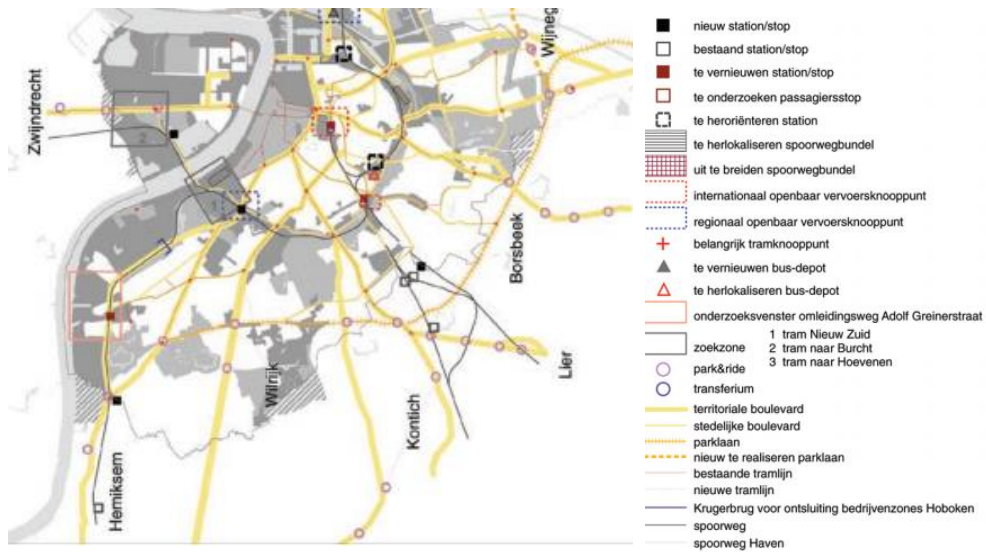 Zwijndrecht
Wijneg
2
Borsbeek
Lier
Wilrijk
Kontich
Hemiksem
nieuw station/stop
bestaand station/stop
te vernieuwen station/stop
te onderzoeken passagiersstop
te heroriënteren station
te herlokaliseren spoorwegbundel
uit te breiden spoorwegbundel
internationaal openbaar vervoersknooppunt
regionaal openbaar vervoersknooppunt
belangrijk tramknooppunt
te vernieuwen bus-depot
te herlokaliseren bus-depot
onderzoeksvenster omleidingsweg Adolf Greinerstraat
zoekzone
1 tram Nieuw Zuid
2 tram naar Burcht
3 tram naar Hoevenen
park&ride
transferium
territoriale boulevard
stedelijke boulevard
parklaan
nieuw te realiseren parklaan
bestaande tramlijn
nieuwe tramlijn
Krugerbrug voor ontsluiting bedrijvenzones Hoboken
spoorweg
spoorweg Haven